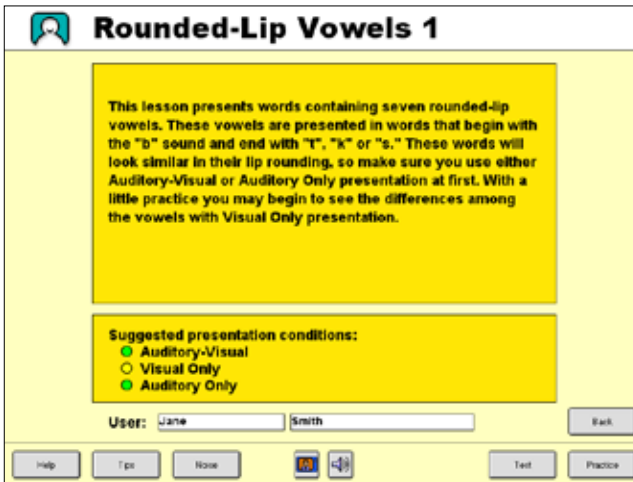 Rounded-Lip Vowels 1
This lesson presents words containing seven rounded-lip
vowels. These vowels are presented in words that begin with
the "b" sound and end with "t", "k" or "s." These words will
look similar in their lip rounding, so make sure you use either
Auditory-Visual or Auditory Only presentation at first. With a
little practice you may begin to see the differences among
the vowels with Visual Only presentation.
Suggested presentation conditions:
Auditory-Visual
Visual Only
Auditory Only
User: Jane Smith
Back
Help Tips Noise Test Practice